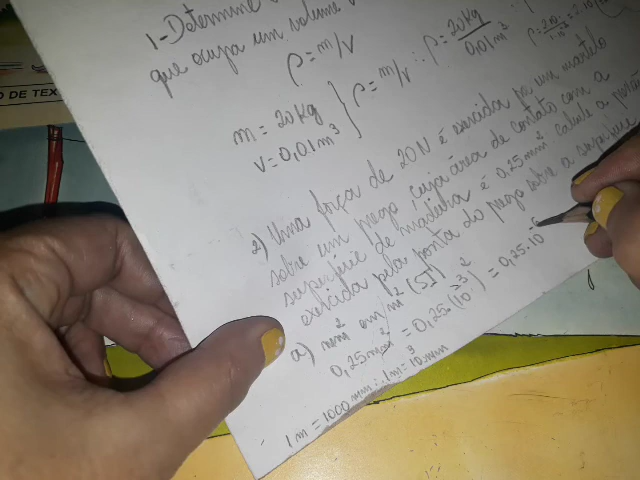 1-Determine
que ocupa um volume
ρ = m/v
m = 20 kg
v = 0,01 m³
ρ = m/v ∴ ρ = 20 kg / 0,01 m³
2) Uma força de 20 N é exercida por um martelo
sobre um prego, cuja área de contato com a
superfície de madeira é 0,25 mm² calcule a
exercida pela ponta do prego sobre a superfície
a) mm² em m² (SI)
0,25 mm² = 0,25.(10⁻³)² = 0,25.10⁻⁶
1 m = 1000 mm ∴ 1m = 10³ mm
O DE TEX